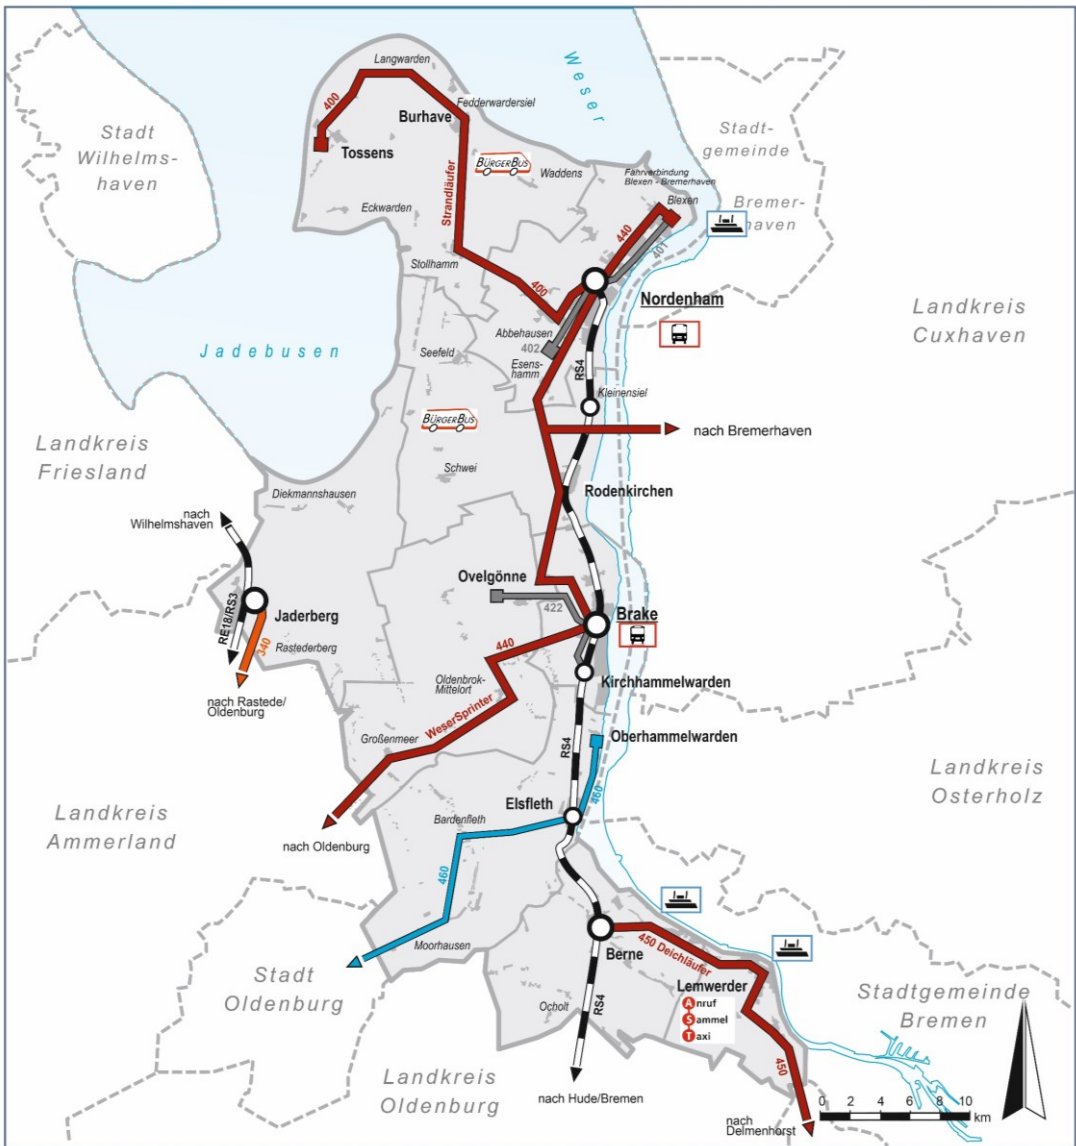 Langwarden
400
Fedderwardersiel
Burhave
Weser
Stadt
Wilhelms-
haven
Tossens
BÜRGERBUS
Waddens
Stadt-
gemeinde
Bremer-
haven
Fährverbindung
Blexen - Bremerhaven
Blexen
Eckwarden
Strandläufer
440
401
Stollhamm
400
Nordenham
Landkreis
Cuxhaven
Abbehausen
402
Esens-
hamm
Jadebusen
Seefeld
RS4
Kleinensiel
BÜRGERBUS
nach Bremerhaven
Landkreis
Friesland
Schwei
Diekmannshausen
Rodenkirchen
nach
Wilhelmshaven
Ovelgönne
422
Brake
Jaderberg
RE18/RS3
340
Rastederberg
440
nach Rastede/
Oldenburg
Oldenbrok-
Mittelort
Kirchhammelwarden
WeserSprinter
Großenmeer
RS4
Oberhammelwarden
Landkreis
Osterholz
Landkreis
Ammerland
460
Elsfleth
Bardenfleth
nach Oldenburg
460
Moorhausen
Berne
450 Deichläufer
Stadt
Oldenburg
Lemwerder
Anruf
Sammel
Taxi
Stadtgemeinde
Bremen
Ocholt
RS4
450
Landkreis
Oldenburg
nach Hude/Bremen
nach
Delmenhorst
0 2 4 6 8 10
km